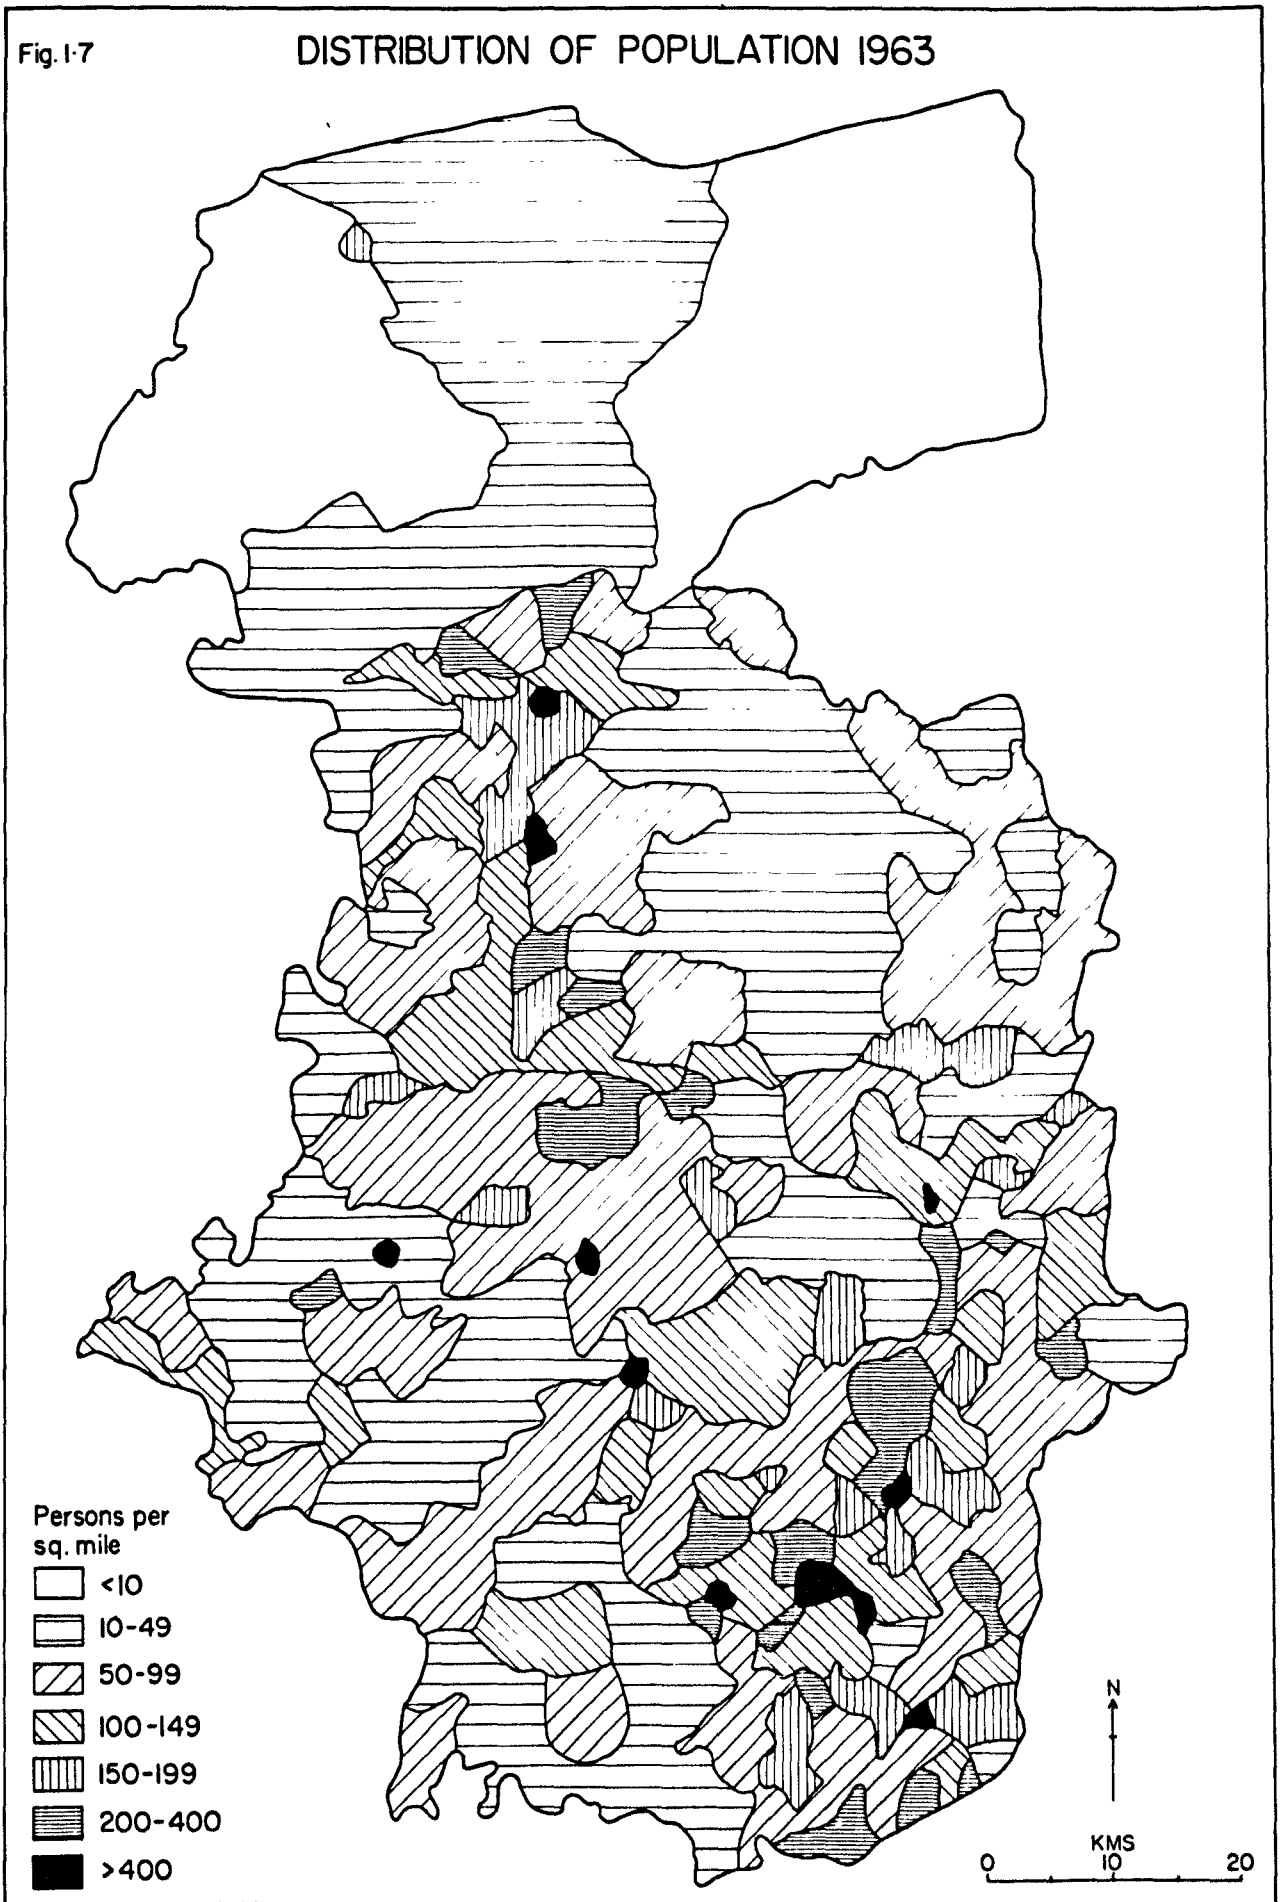 Fig. 1·7
DISTRIBUTION OF POPULATION 1963
Persons per
sq. mile
<10
10-49
50-99
100-149
150-199
200-400
>400
N
KMS
0 10 20